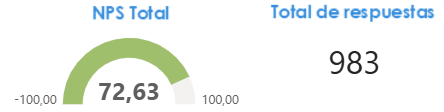 NPS Total
72,63
-100,00
100,00
Total de respuestas
983